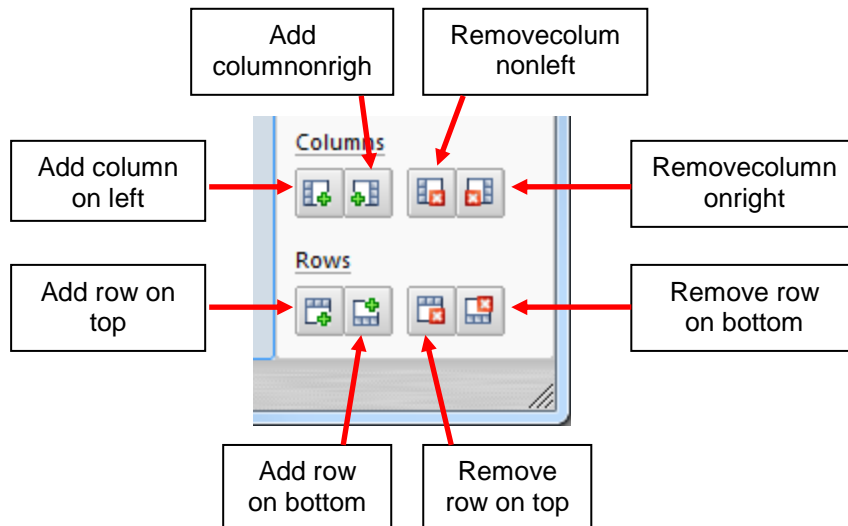 Add
columnonrigh
Removecolum
nonleft
Add column
on left
Columns
Removecolumn
onright
Add row on
top
Rows
Remove row
on bottom
Add row
on bottom
Remove
row on top